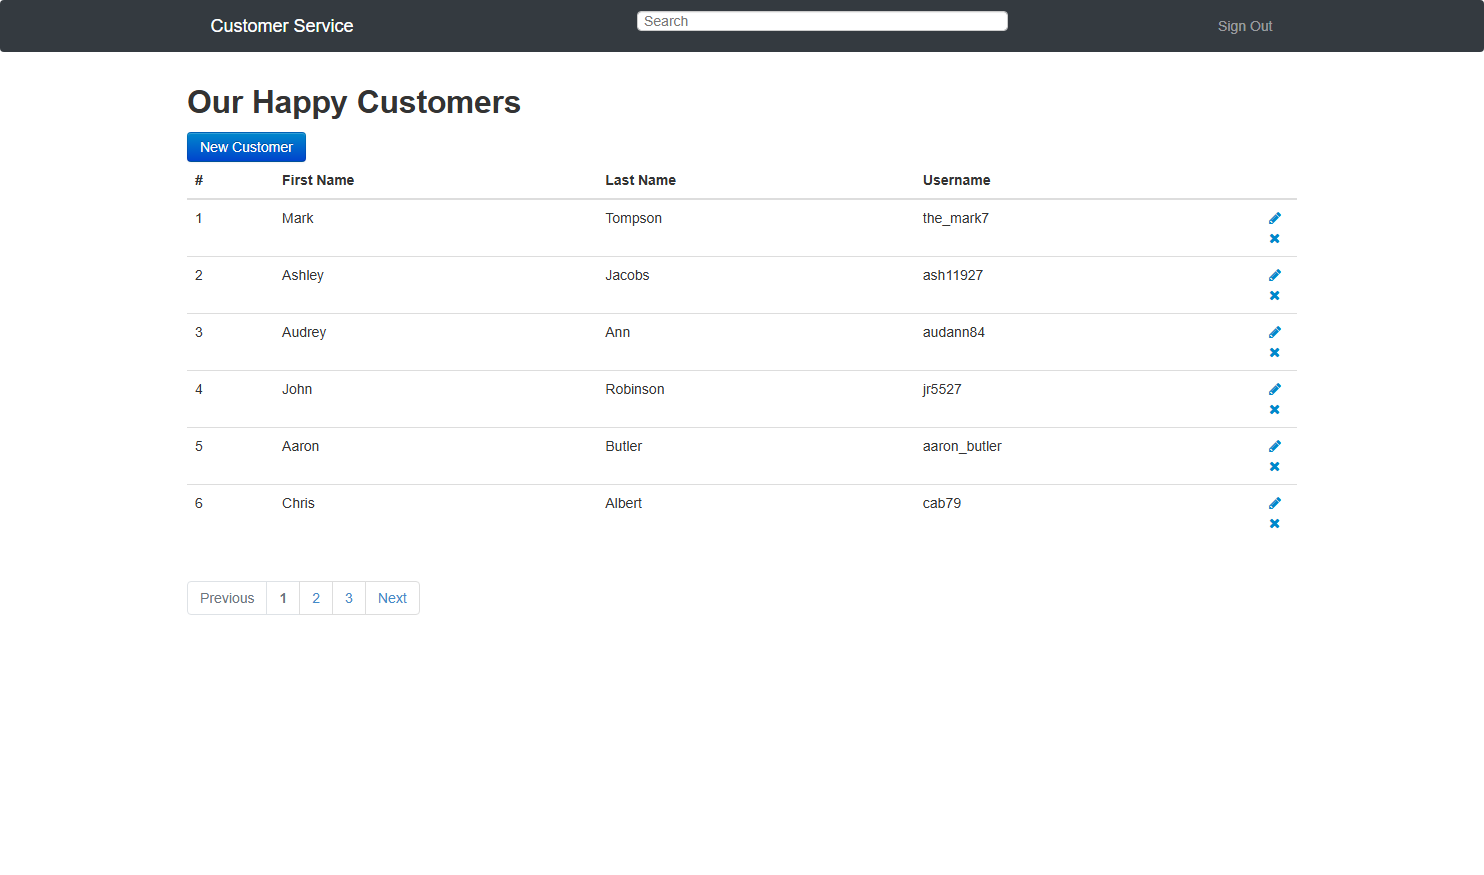 Customer Service Search Sign Out
Our Happy Customers
New Customer
# First Name Last Name Username
1 Mark Tompson the_mark7
2 Ashley Jacobs ash11927
3 Audrey Ann audann84
4 John Robinson jr5527
5 Aaron Butler aaron_butler
6 Chris Albert cab79
Previous 1 2 3 Next